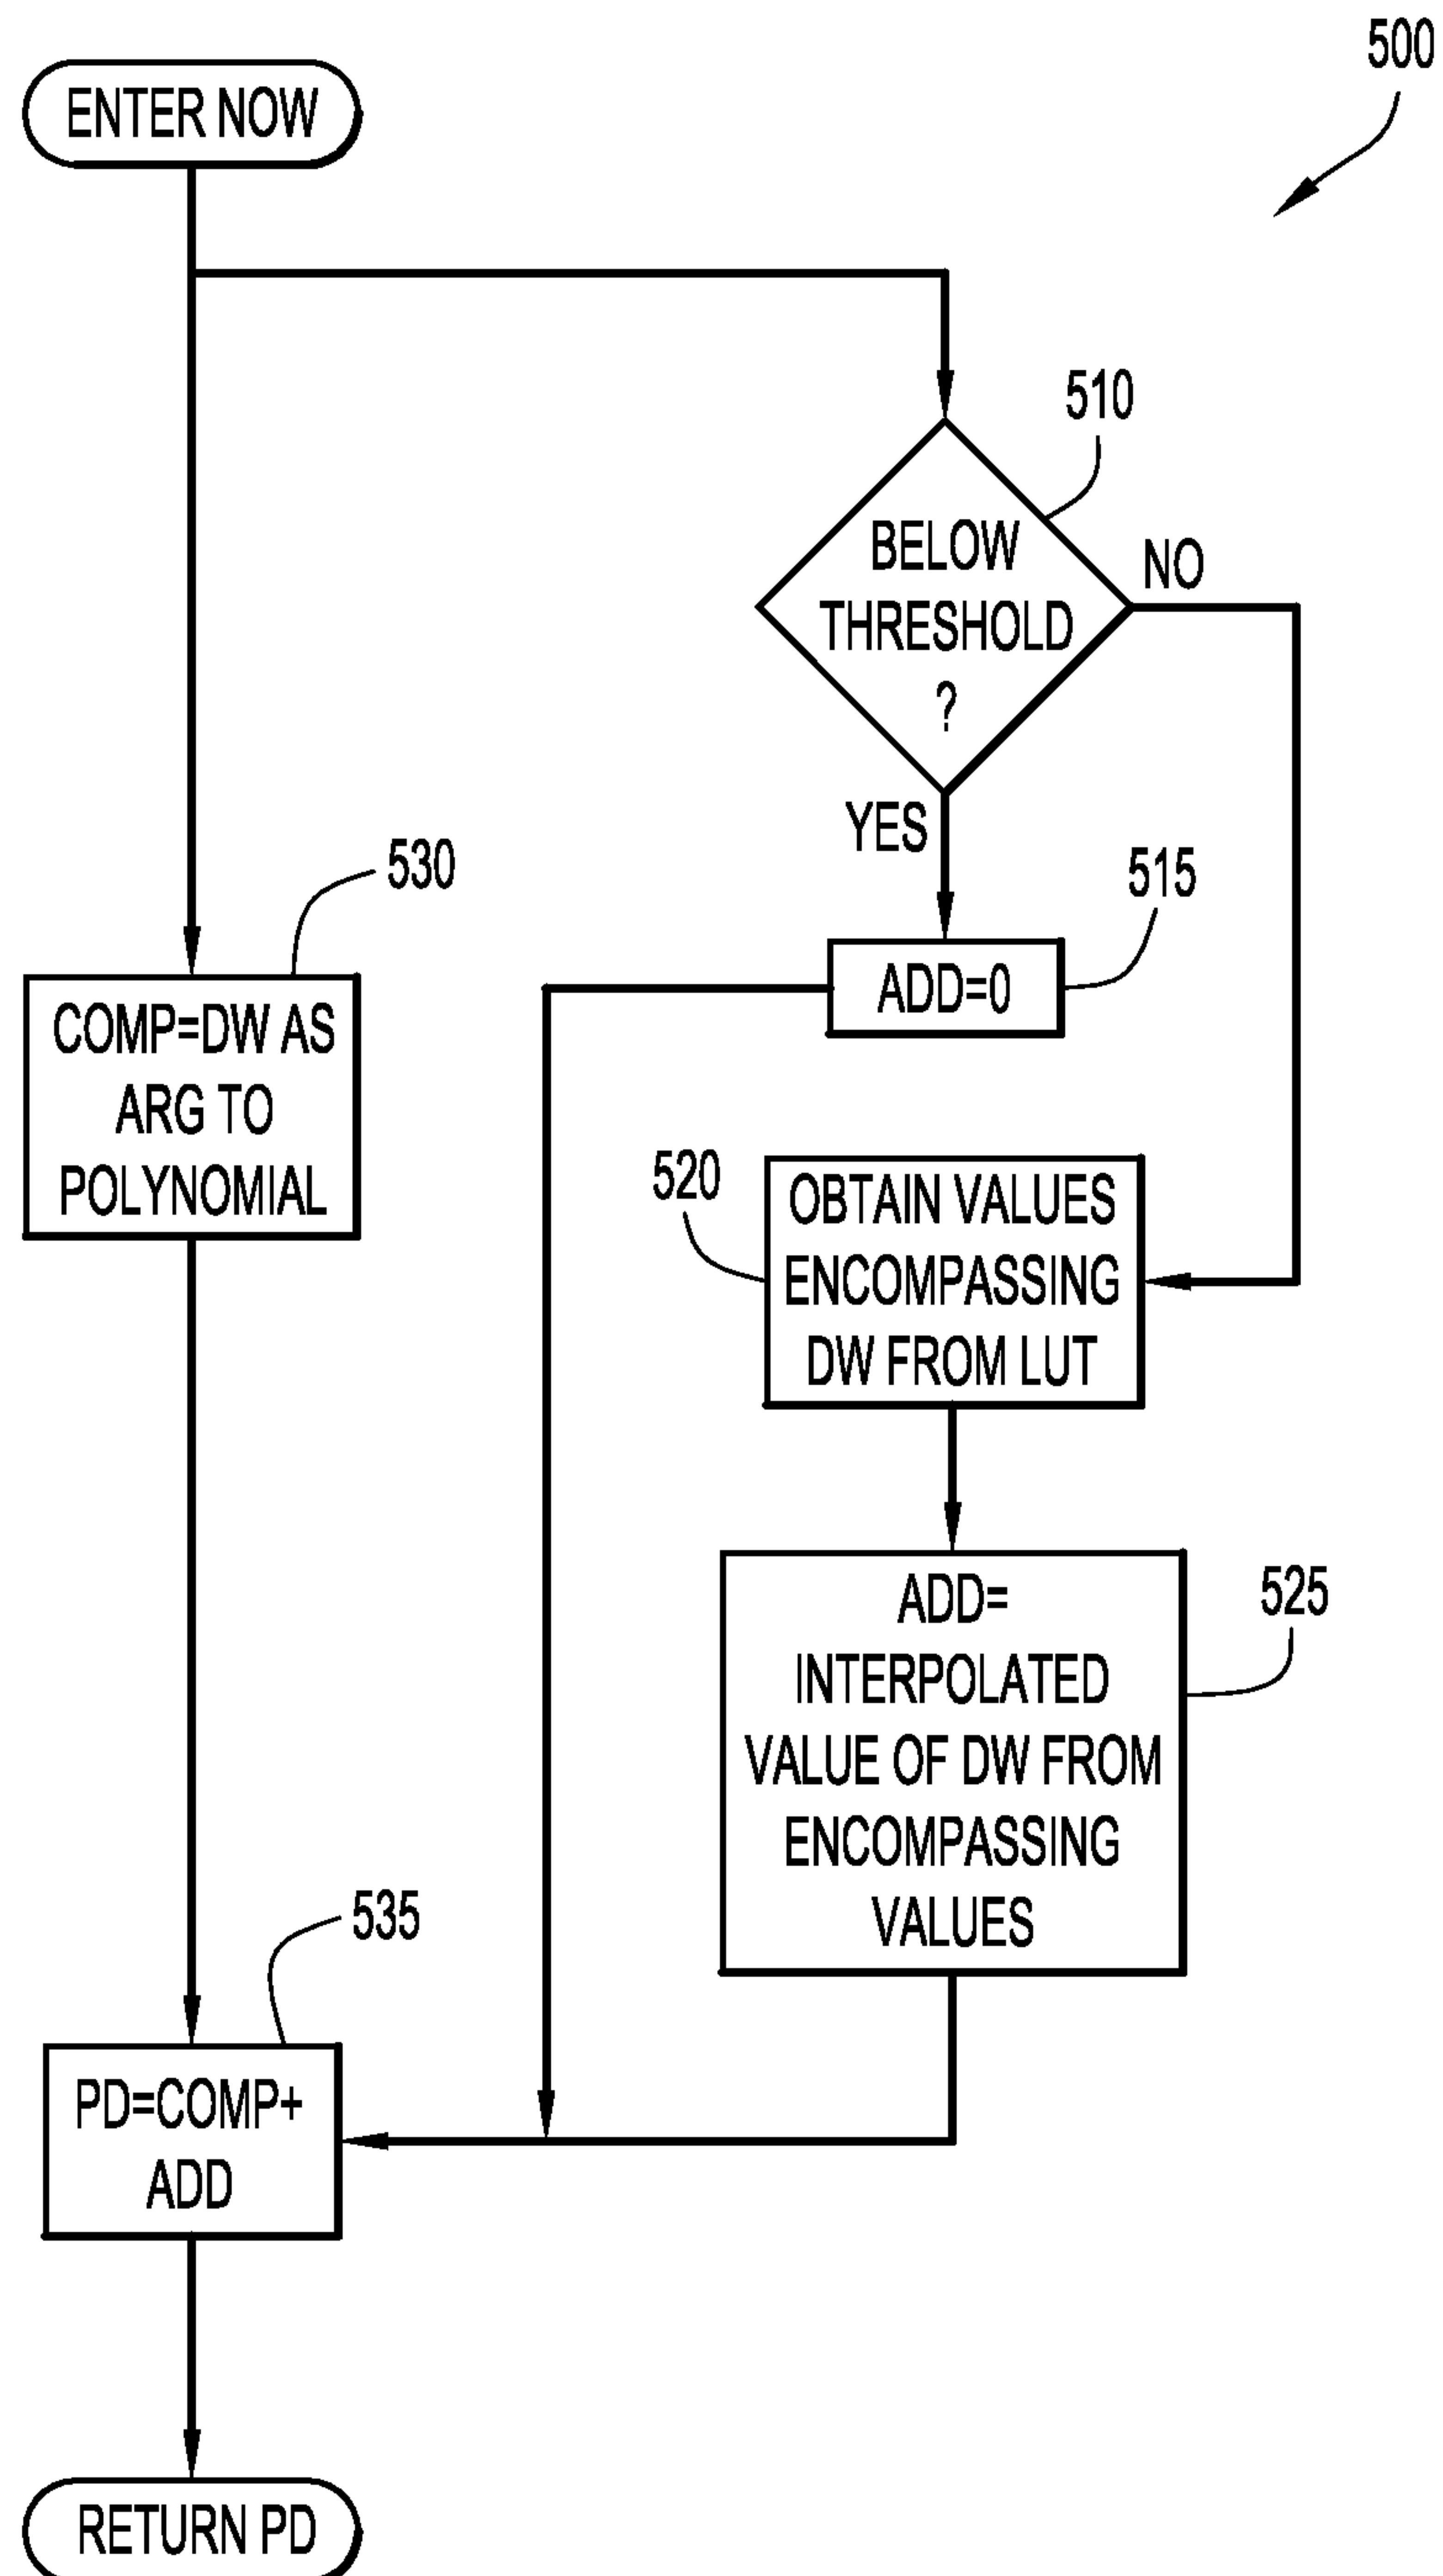 500
ENTER NOW
510
BELOW
THRESHOLD
?
NO
YES
515
ADD=0
530
COMP=DW AS
ARG TO
POLYNOMIAL
520
OBTAIN VALUES
ENCOMPASSING
DW FROM LUT
525
ADD=
INTERPOLATED
VALUE OF DW FROM
ENCOMPASSING
VALUES
535
PD=COMP+
ADD
RETURN PD